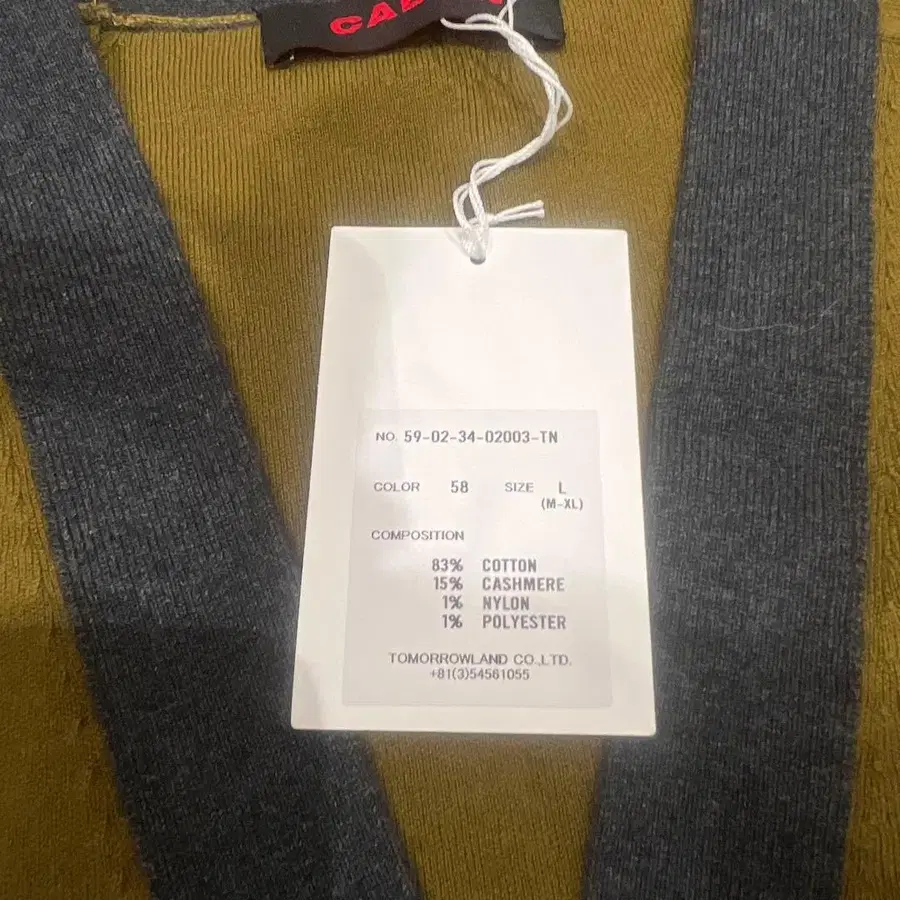 NO. 59-02-34-02003-TN
COLOR 58 SIZE L
(M-XL)
COMPOSITION
83% COTTON
15% CASHMERE
1% NYLON
1% POLYESTER
TOMORROWLAND CO.,LTD.
+81(3)54561055